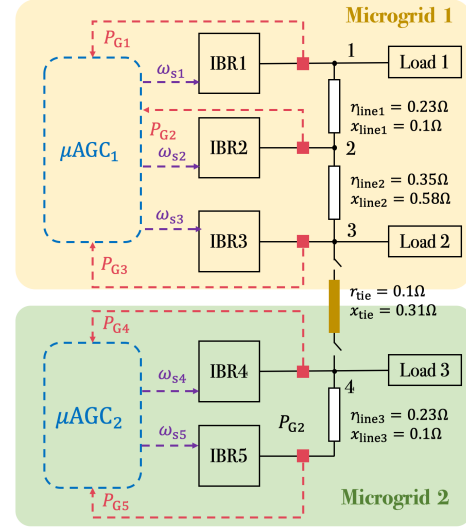 Microgrid 1
P_G1
ω_s1
IBR1
1
Load 1
r_line1 = 0.23Ω
x_line1 = 0.1Ω
P_G2
μAGC₁
ω_s2
IBR2
2
r_line2 = 0.35Ω
x_line2 = 0.58Ω
ω_s3
IBR3
3
Load 2
P_G3
r_tie = 0.1Ω
x_tie = 0.31Ω
P_G4
ω_s4
IBR4
Load 3
4
μAGC₂
P_G2
r_line3 = 0.23Ω
x_line3 = 0.1Ω
ω_s5
IBR5
P_G5
Microgrid 2